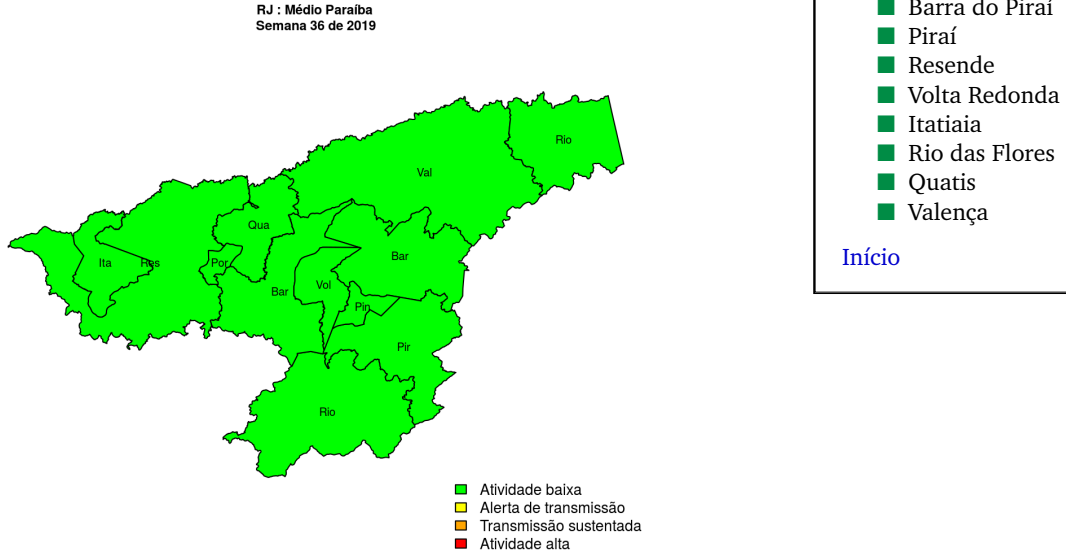 RJ : Médio Paraíba
Semana 36 de 2019
Rio
Val
Qua
Ita
Res
Por
Bar
Bar
Vol
Pin
Pir
Rio
Atividade baixa
Alerta de transmissão
Transmissão sustentada
Atividade alta
Barra do Piraí
Piraí
Resende
Volta Redonda
Itatiaia
Rio das Flores
Quatis
Valença
Início